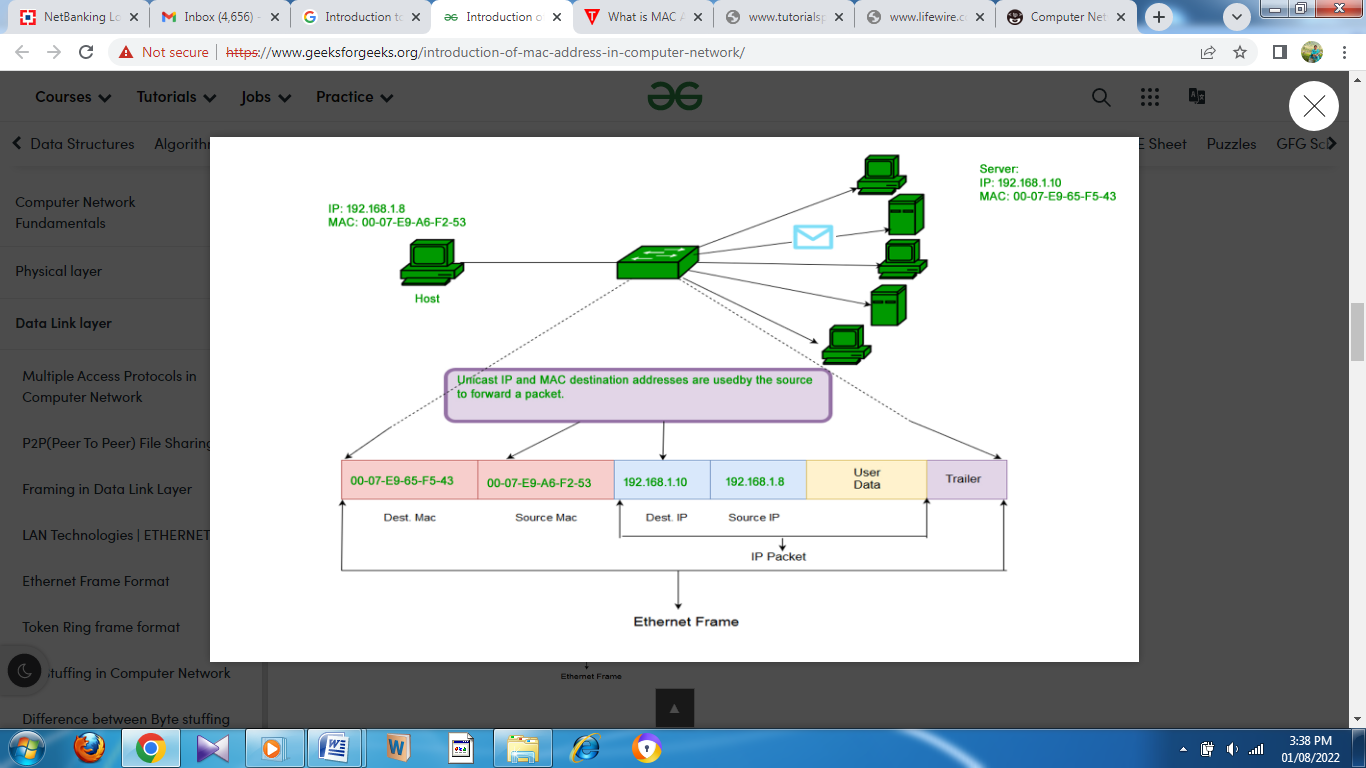 NetBanking Lo
Inbox (4,656) -
Introduction to
Introduction o
What is MAC A
www.tutorialsp
www.lifewire.c
Computer Net
Not secure
https://www.geeksforgeeks.org/introduction-of-mac-address-in-computer-network/
Courses
Tutorials
Jobs
Practice
Data Structures
Algorithr
E Sheet
Puzzles
GFG Sc
Computer Network
Fundamentals
Physical layer
Data Link layer
Multiple Access Protocols in
Computer Network
P2P(Peer To Peer) File Sharing
Framing in Data Link Layer
LAN Technologies | ETHERNET
Ethernet Frame Format
Token Ring frame format
tuffing in Computer Network
Difference between Byte stuffing
Server:
IP: 192.168.1.10
MAC: 00-07-E9-65-F5-43
IP: 192.168.1.8
MAC: 00-07-E9-A6-F2-53
Host
Unicast IP and MAC destination addresses are usedby the source
to forward a packet.
00-07-E9-65-F5-43
00-07-E9-A6-F2-53
192.168.1.10
192.168.1.8
User
Data
Trailer
Dest. Mac
Source Mac
Dest. IP
Source IP
IP Packet
Ethernet Frame
Ethernet Frame
3:38 PM
01/08/2022